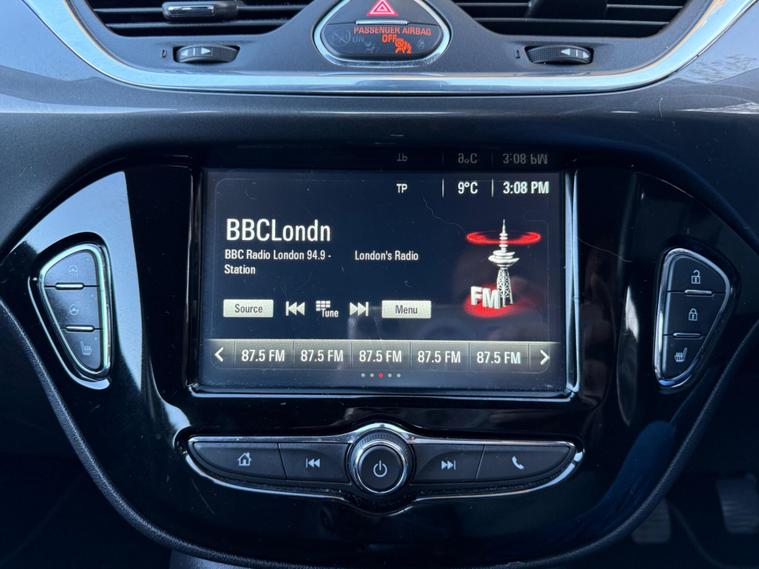 PASSENGER AIRBAG
ON OFF
TP 9°C 3:08 PM
BBCLondn
BBC Radio London 94.9 - London's Radio
Station
FM
Source Tune Menu
87.5 FM 87.5 FM 87.5 FM 87.5 FM 87.5 FM